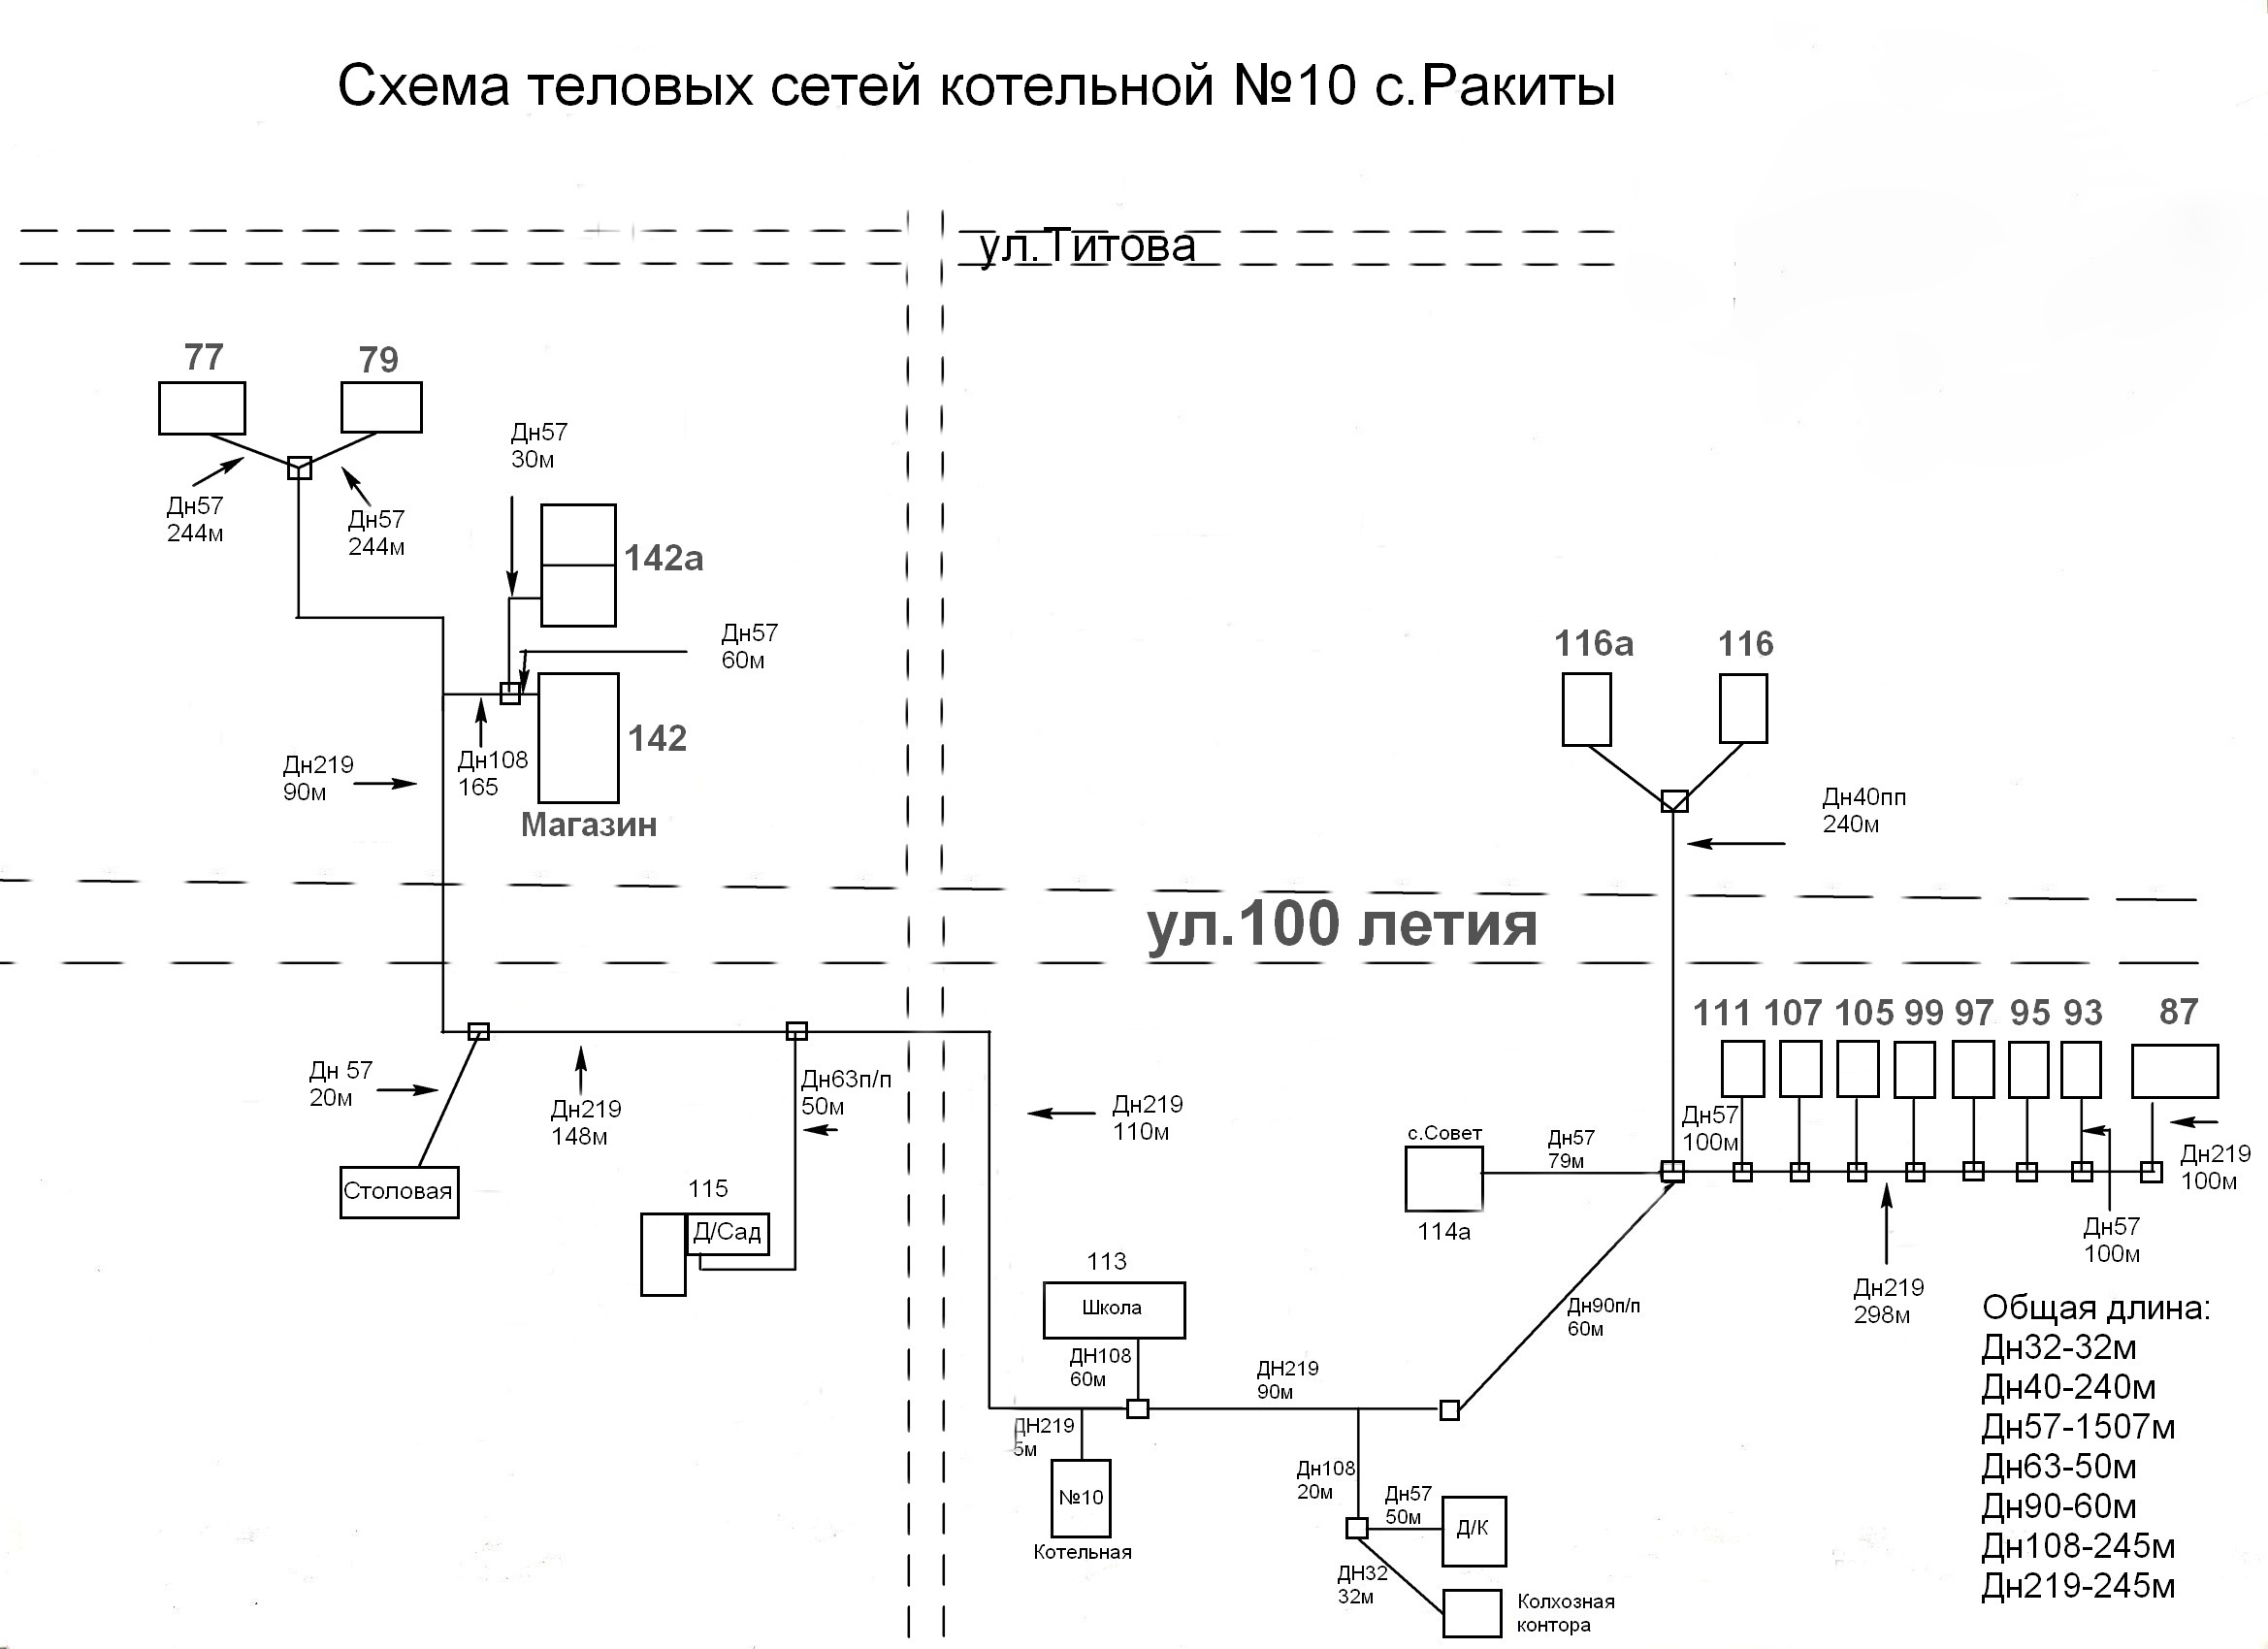 Схема теловых сетей котельной №10 с.Ракиты
ул.Титова
77
79
Дн57
30м
Дн57
244м
Дн57
244м
142а
Дн57
60м
116а
116
142
Дн219
90м
Дн108
165
Магазин
Дн40пп
240м
ул.100 летия
111
107
105
99
97
95
93
87
Дн 57
20м
Дн219
148м
Дн63п/п
50м
Дн219
110м
с.Совет
Дн57
79м
Дн57
100м
Дн219
100м
Столовая
115
Д/Сад
114а
Дн57
100м
113
Школа
Дн219
298м
Дн90п/п
60м
ДН108
60м
ДН219
90м
ДН219
5м
№10
Котельная
Дн108
20м
Дн57
50м
Д/К
ДН32
32м
Колхозная
контора
Общая длина:
Дн32-32м
Дн40-240м
Дн57-1507м
Дн63-50м
Дн90-60м
Дн108-245м
Дн219-245м